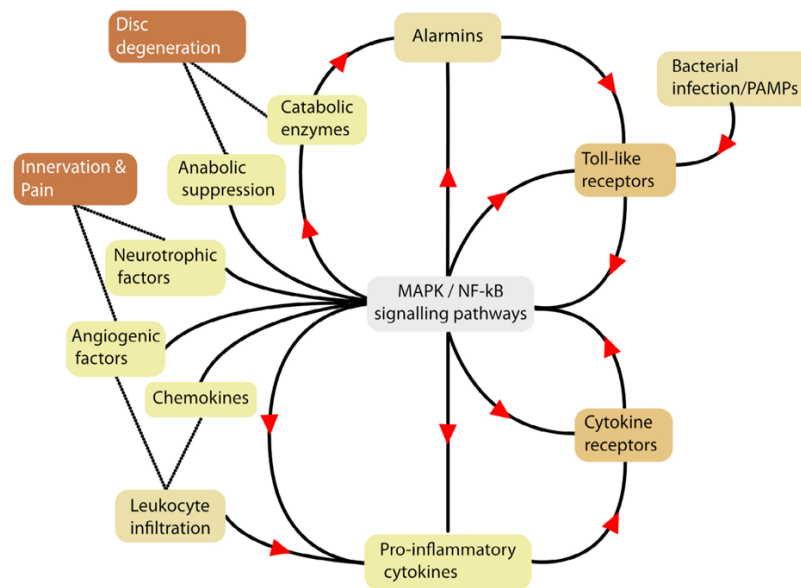 Disc
degeneration
Alarmins
Bacterial
infection/PAMPs
Catabolic
enzymes
Innervation &
Pain
Anabolic
suppression
Toll-like
receptors
Neurotrophic
factors
MAPK / NF-kB
signalling pathways
Angiogenic
factors
Chemokines
Cytokine
receptors
Leukocyte
infiltration
Pro-inflammatory
cytokines